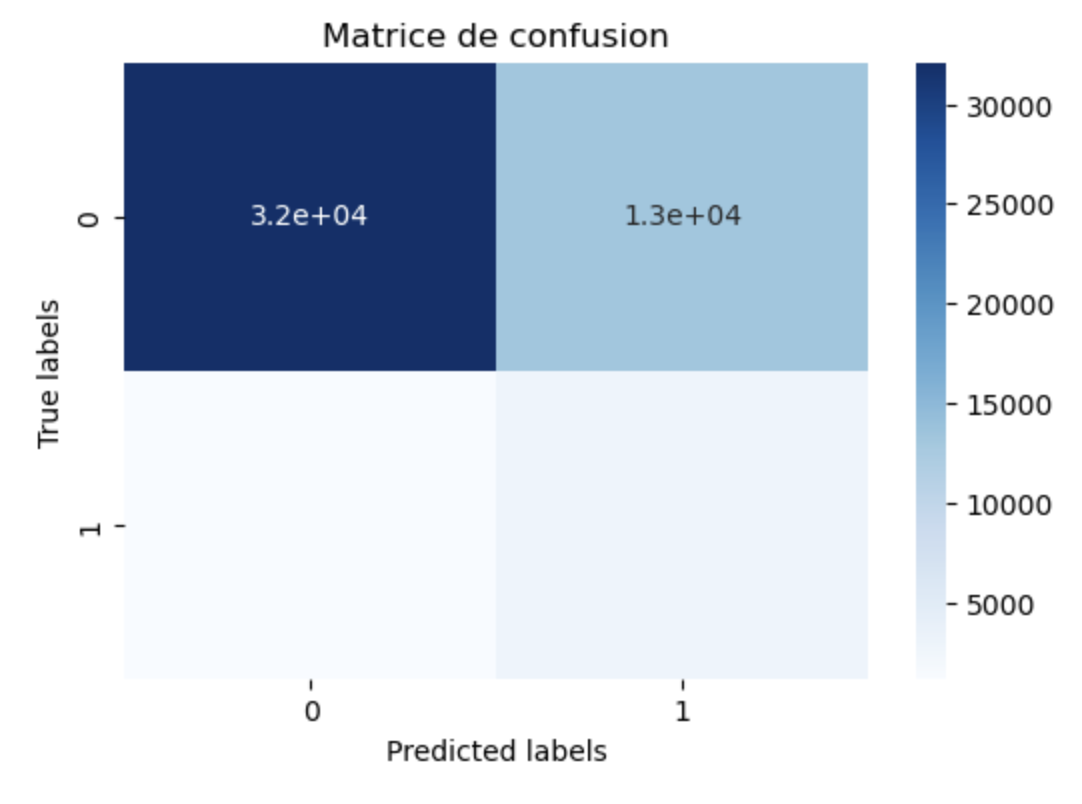 Matrice de confusion
0
1
True labels
3.2e+04
1.3e+04
0
1
Predicted labels
30000
25000
20000
15000
10000
5000